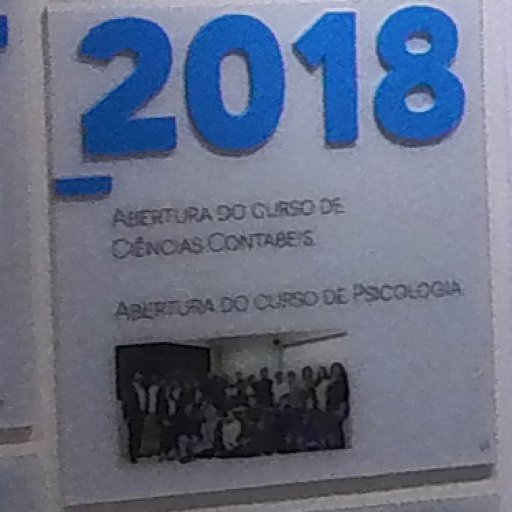 2018
ABERTURA DO CURSO DE
CIÊNCIAS CONTÁBEIS
ABERTURA DO CURSO DE PSICOLOGIA